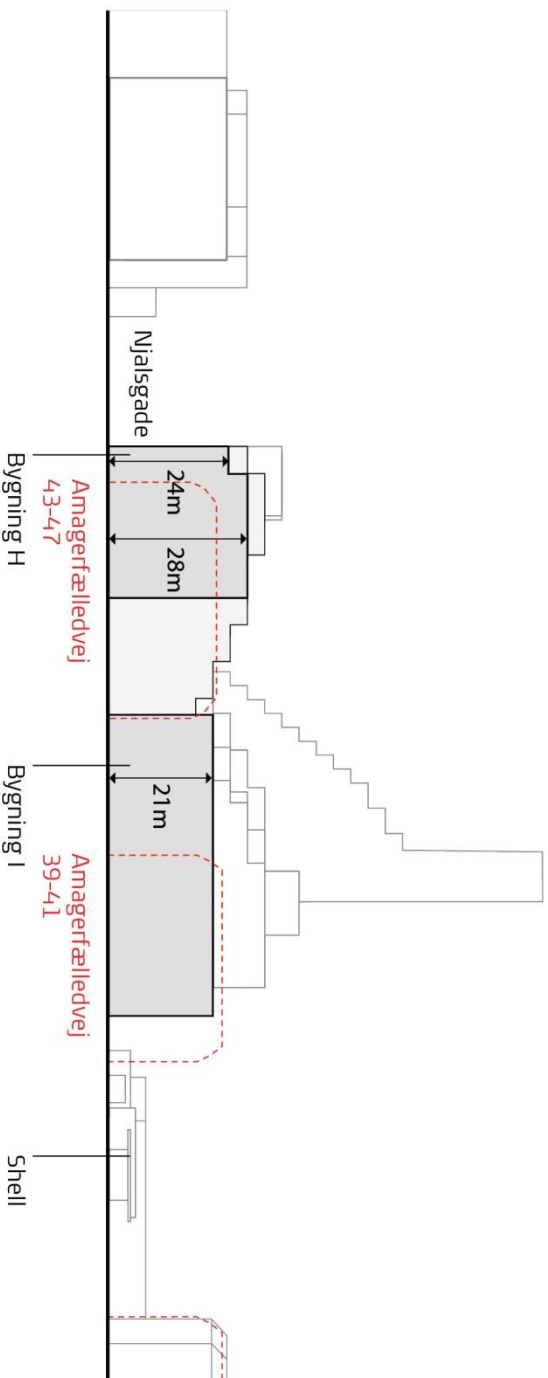 Njalsgade
24m
28m
21m
Bygning H
Amagerfælledvej
43-47
Bygning I
Amagerfælledvej
39-41
Shell